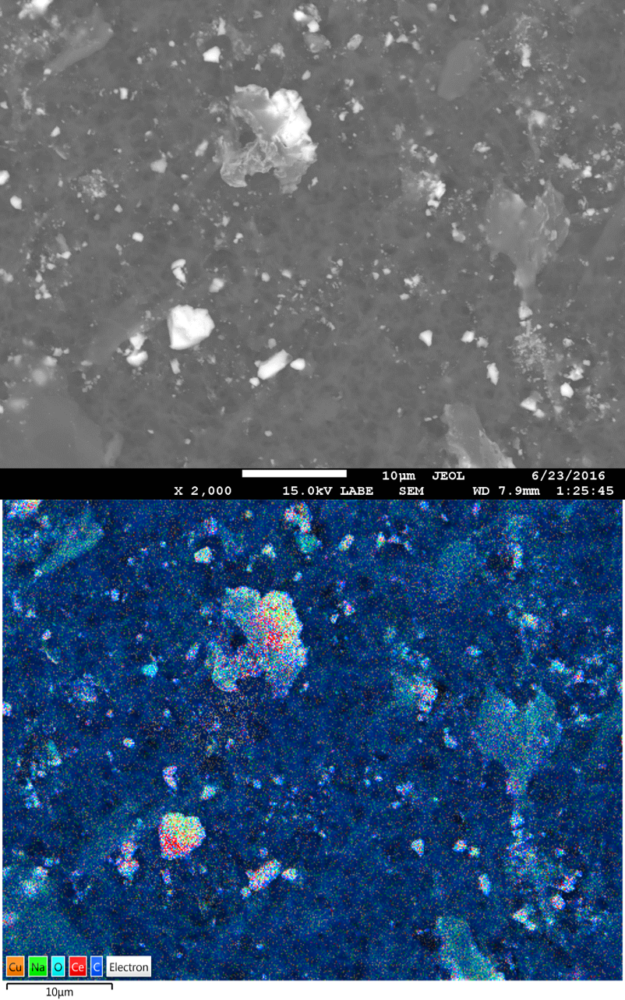 10µm JEOL 6/23/2016
X 2,000 15.0kV LABE SEM WD 7.9mm 1:25:45
Cu Na O Ce C Electron
10µm